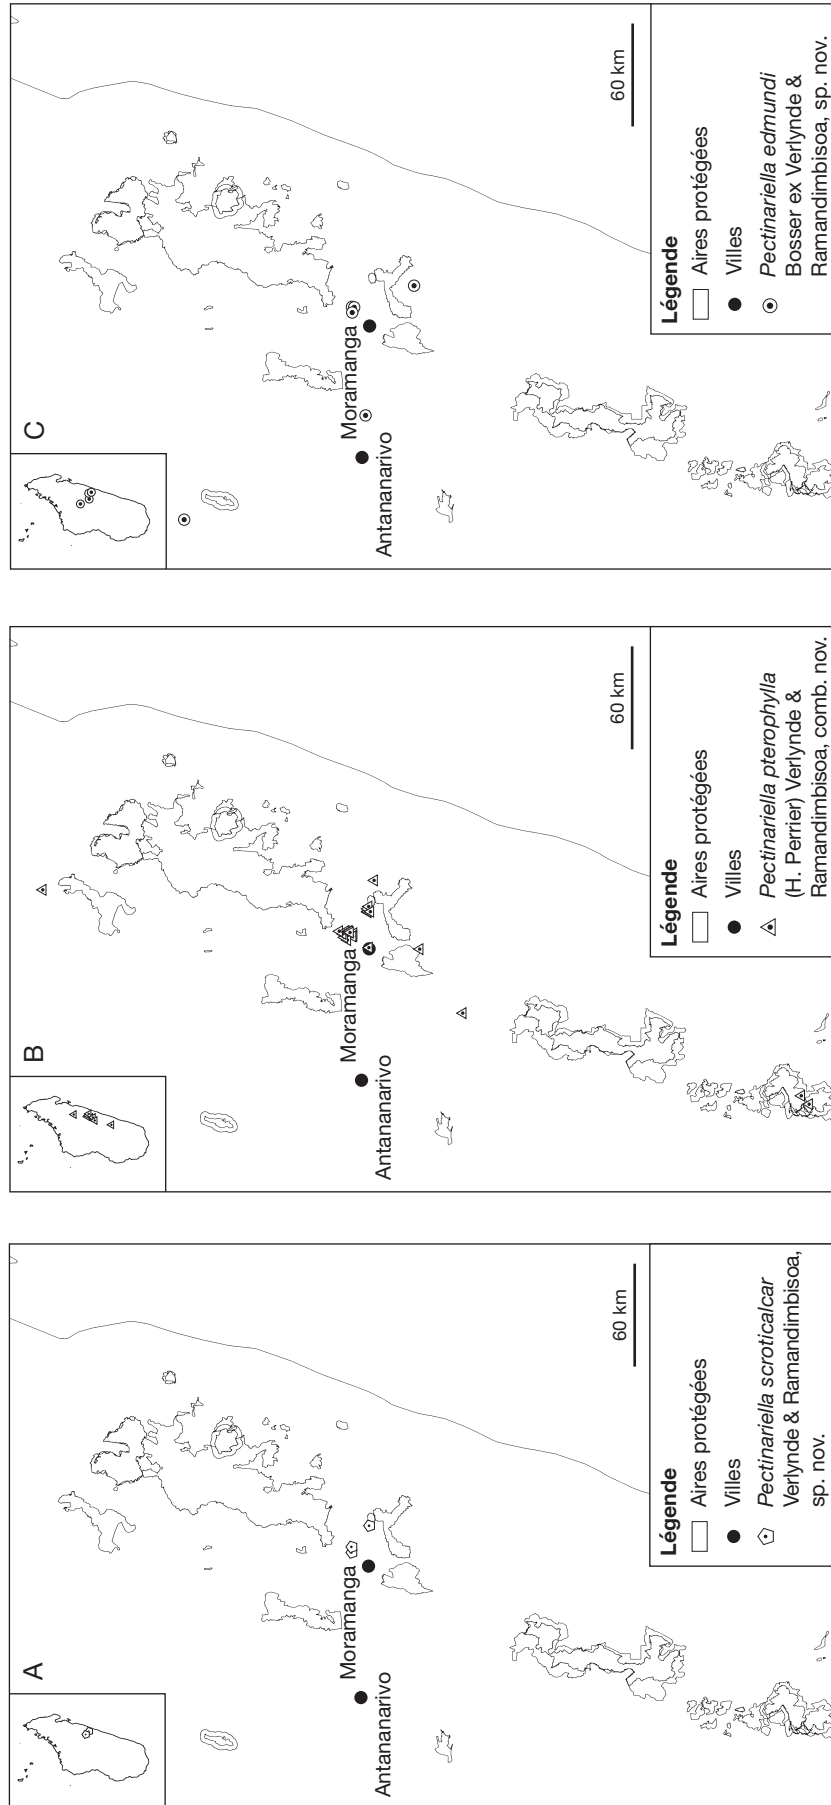 A
Moramanga
Antananarivo
60 km
Légende
Aires protégées
Villes
Pectinariella scroticalcar
Verlynde & Ramandimbisoa,
sp. nov.
B
Moramanga
Antananarivo
60 km
Légende
Aires protégées
Villes
Pectinariella pterophylla
(H. Perrier) Verlynde &
Ramandimbisoa, comb. nov.
C
Moramanga
Antananarivo
60 km
Légende
Aires protégées
Villes
Pectinariella edmundi
Bosser ex Verlynde &
Ramandimbisoa, sp. nov.